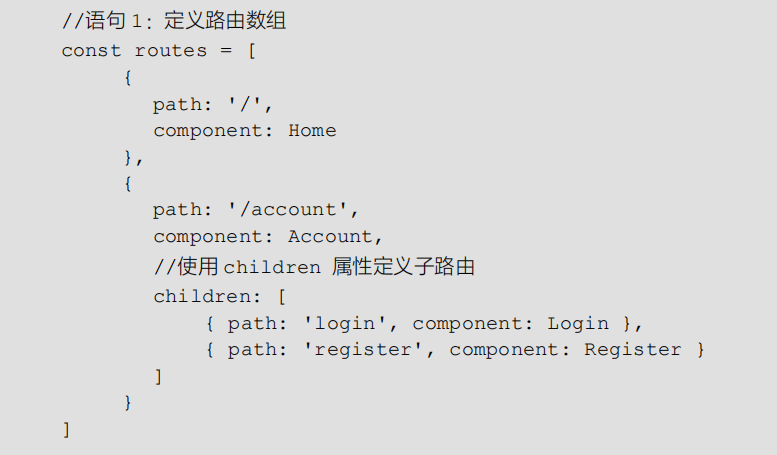 //语句 1：定义路由数组
const routes = [
{
path: '/',
component: Home
},
{
path: '/account',
component: Account,
//使用 children 属性定义子路由
children: [
{ path: 'login', component: Login },
{ path: 'register', component: Register }
]
}
]